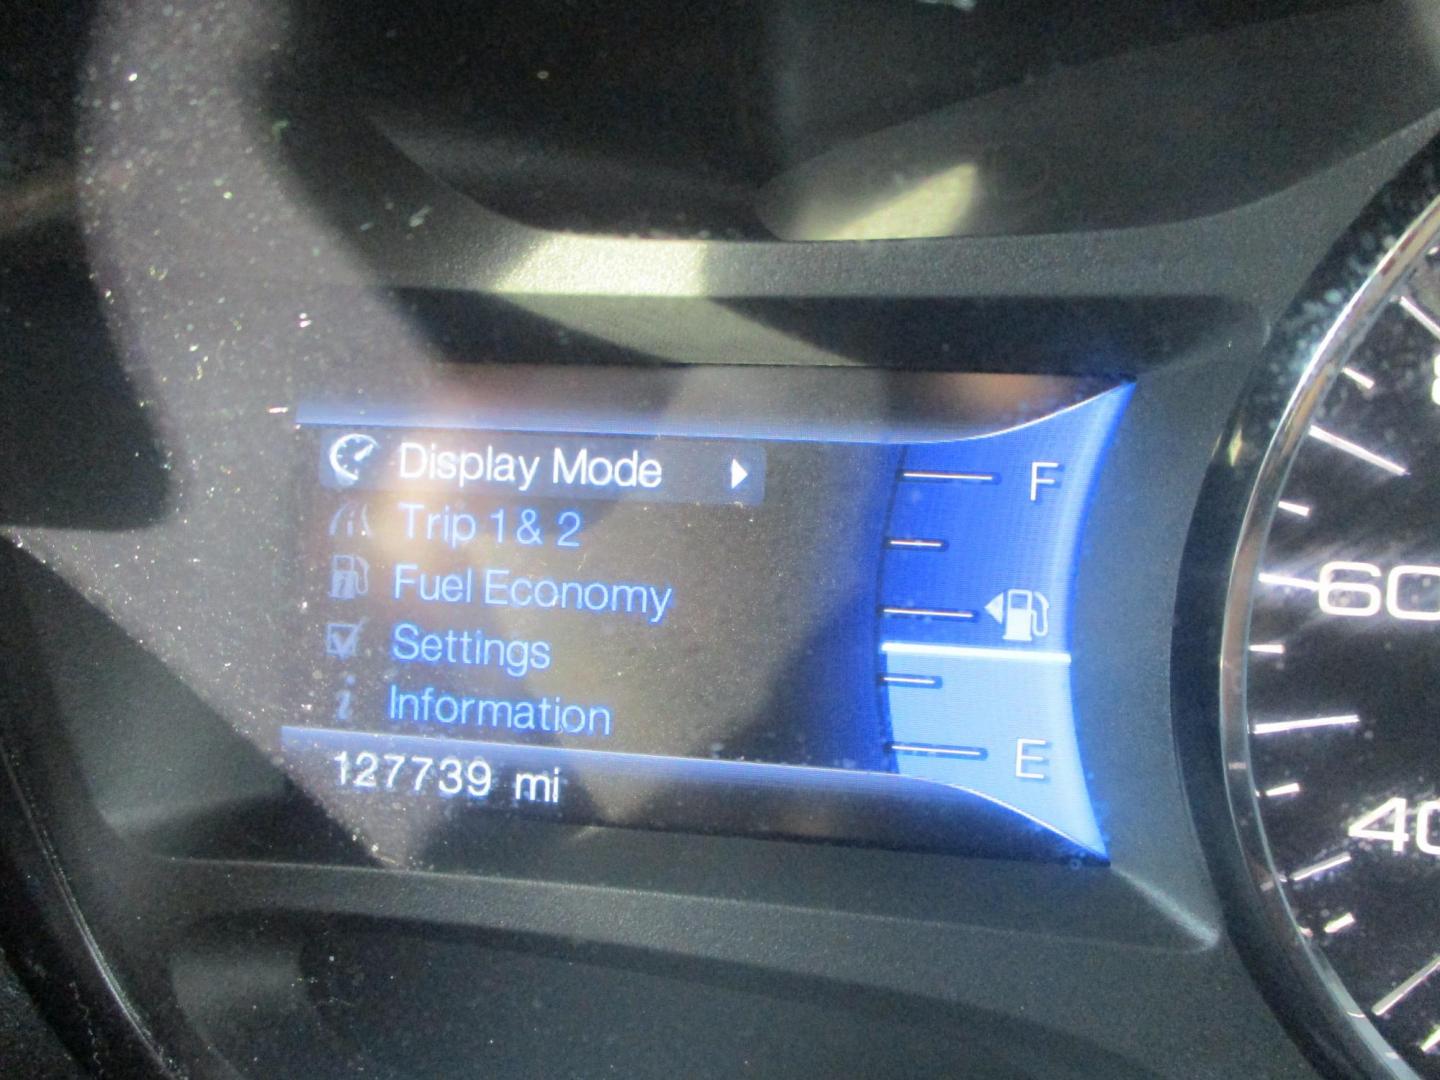 Display Mode
Trip 1 & 2
Fuel Economy
Settings
Information
127739 mi
F
E
60
40